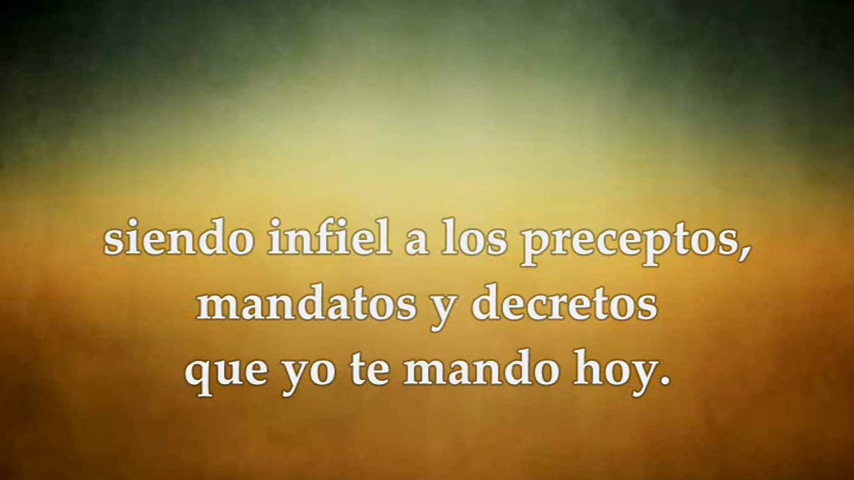 siendo infiel a los preceptos,
mandatos y decretos
que yo te mando hoy.